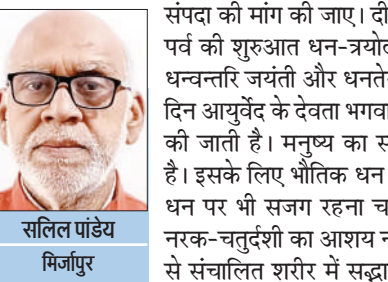 सलिल पांडेय
मिर्जापुर
संपदा की मांग की जाए। दी
पर्व की शुरुआत धन-त्रयोद
धन्वन्तरि जयंती और धनते
दिन आयुर्वेद के देवता भगवा
की जाती है। मनुष्य का स
है। इसके लिए भौतिक धन
धन पर भी सजग रहना च
नरक-चतुर्दशी का आशय न
से संचालित शरीर में सद्भा